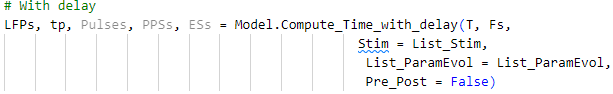 # With delay
LFPs, tp, Pulses, PPSs, ESs = Model.Compute_Time_with_delay(T, Fs,
Stim = List_Stim,
List_ParamEvol = List_ParamEvol,
Pre_Post = False)